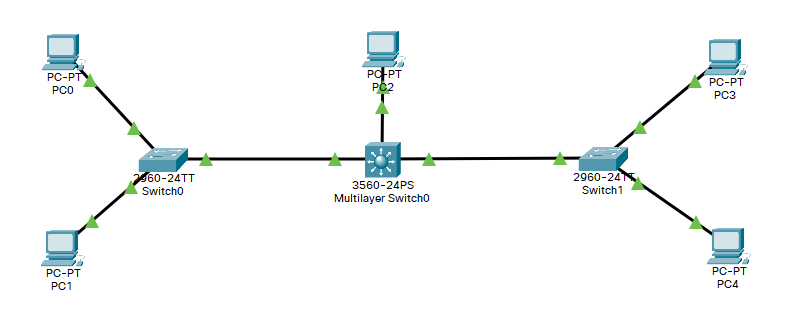 PC-PT
PC0
PC-PT
PC2
PC-PT
PC3
2960-24TT
Switch0
3560-24PS
Multilayer Switch0
2960-24TT
Switch1
PC-PT
PC1
PC-PT
PC4